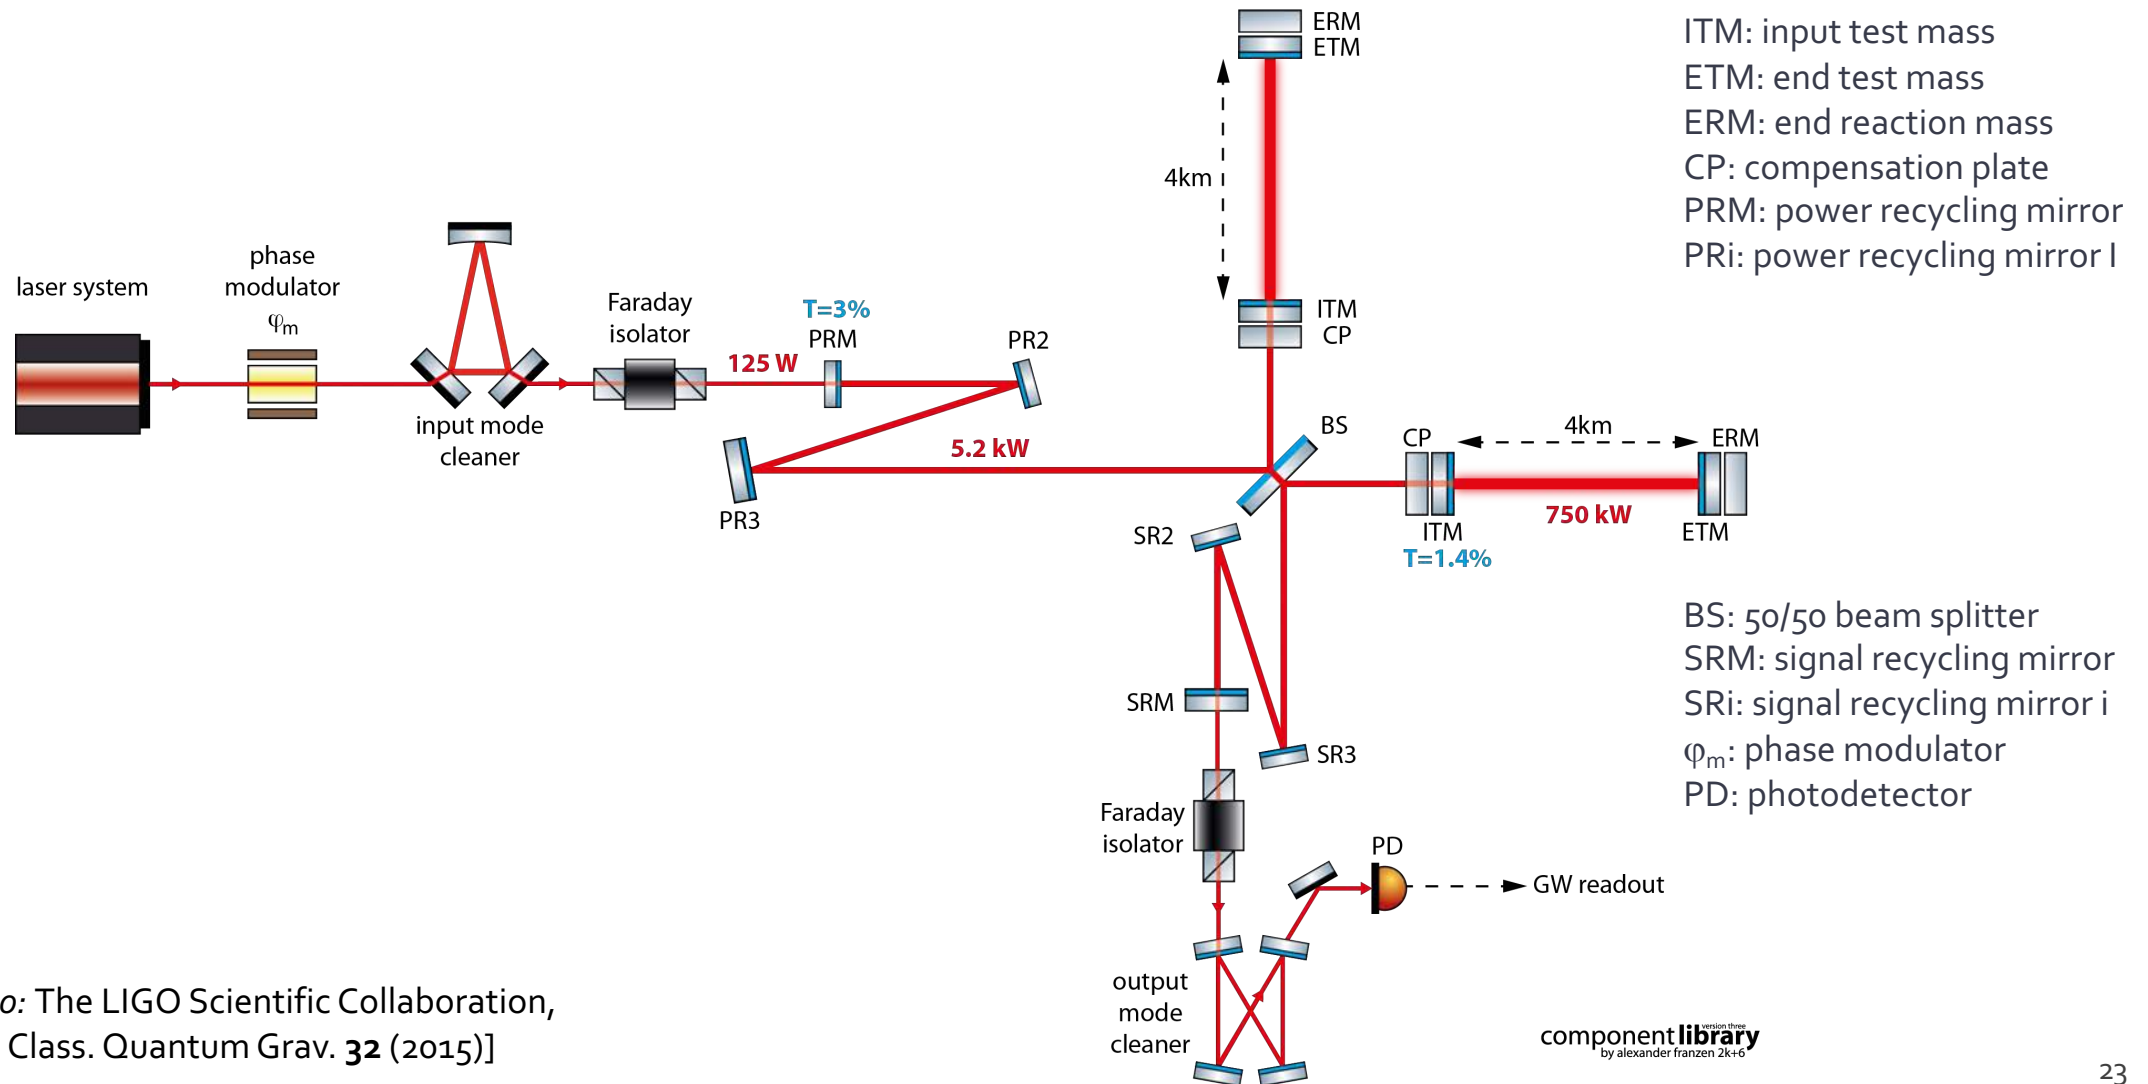 ERM
ETM
4km
ITM
CP
laser system
phase
modulator
φm
input mode
cleaner
Faraday
isolator
125 W
T=3%
PRM
PR2
PR3
5.2 kW
BS
CP
4km
ERM
750 kW
ITM
T=1.4%
ETM
SR2
SRM
SR3
Faraday
isolator
PD
GW readout
output
mode
cleaner
ITM: input test mass
ETM: end test mass
ERM: end reaction mass
CP: compensation plate
PRM: power recycling mirror
PRi: power recycling mirror I
BS: 50/50 beam splitter
SRM: signal recycling mirror
SRi: signal recycling mirror i
φm: phase modulator
PD: photodetector
o: The LIGO Scientific Collaboration,
Class. Quantum Grav. 32 (2015)]
version three
component library
by alexander franzen 2k+6
23